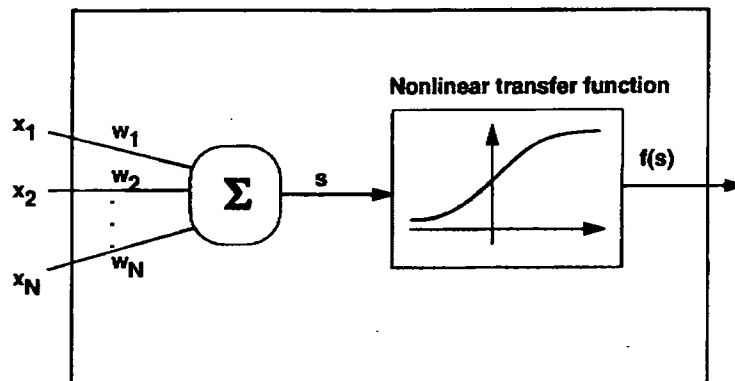 Nonlinear transfer function
x1 w1
x2 w2
xN wN
Σ
s
f(s)